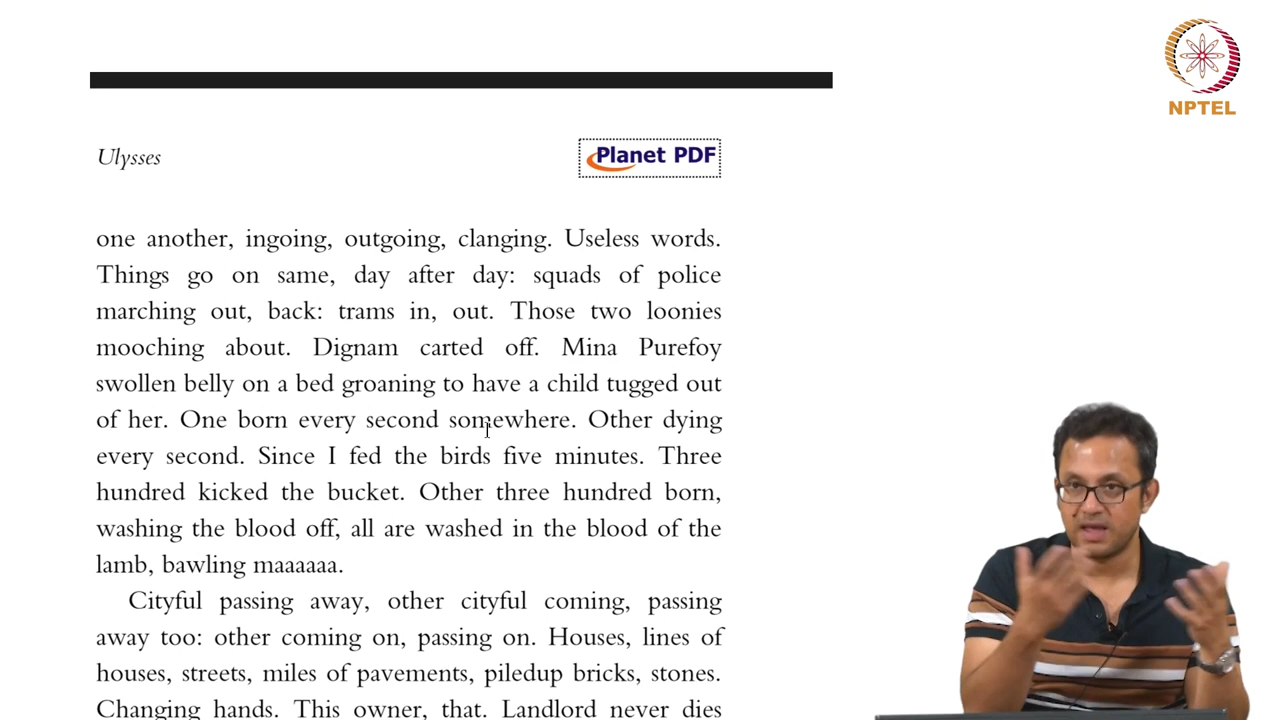 NPTEL
Ulysses
Planet PDF
one another, ingoing, outgoing, clanging. Useless words.
Things go on same, day after day: squads of police
marching out, back: trams in, out. Those two loonies
mooching about. Dignam carted off. Mina Purefoy
swollen belly on a bed groaning to have a child tugged out
of her. One born every second somewhere. Other dying
every second. Since I fed the birds five minutes. Three
hundred kicked the bucket. Other three hundred born,
washing the blood off, all are washed in the blood of the
lamb, bawling maaaaaa.
Cityful passing away, other cityful coming, passing
away too: other coming on, passing on. Houses, lines of
houses, streets, miles of pavements, piledup bricks, stones.
Changing hands. This owner, that. Landlord never dies